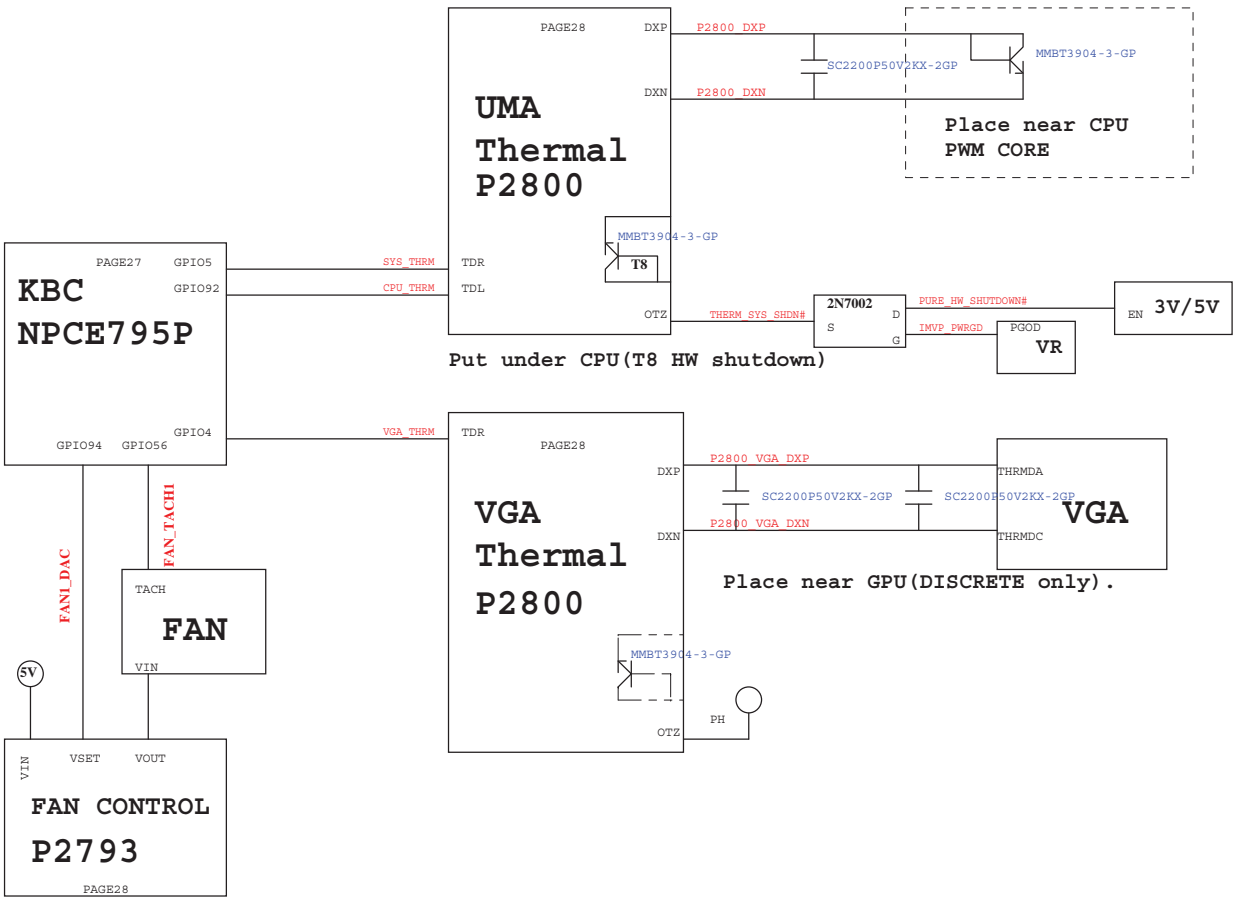 PAGE28
DXP
P2800_DXP
SC2200P50V2KX-2GP
MMBT3904-3-GP
DXN
P2800_DXN
UMA
Thermal
P2800
Place near CPU
PWM CORE
MMBT3904-3-GP
T8
PAGE27
GPIO5
SYS_THRM
TDR
KBC
NPCE795P
GPIO92
CPU_THRM
TDL
OTZ
THERM_SYS_SHDN#
2N7002
D
S
G
PURE_HW_SHUTDOWN#
EN
3V/5V
IMVP_PWRGD
PGOD
VR
Put under CPU(T8 HW shutdown)
GPIO4
VGA_THRM
TDR
PAGE28
GPIO94
GPIO56
DXP
P2800_VGA_DXP
THRMDA
SC2200P50V2KX-2GP
SC2200P50V2KX-2GP
VGA
VGA
Thermal
P2800
DXN
P2800_VGA_DXN
THRMDC
Place near GPU(DISCRETE only).
FAN1_DAC
FAN_TACH1
TACH
FAN
VIN
MMBT3904-3-GP
PH
OTZ
5V
VIN
VSET
VOUT
FAN CONTROL
P2793
PAGE28